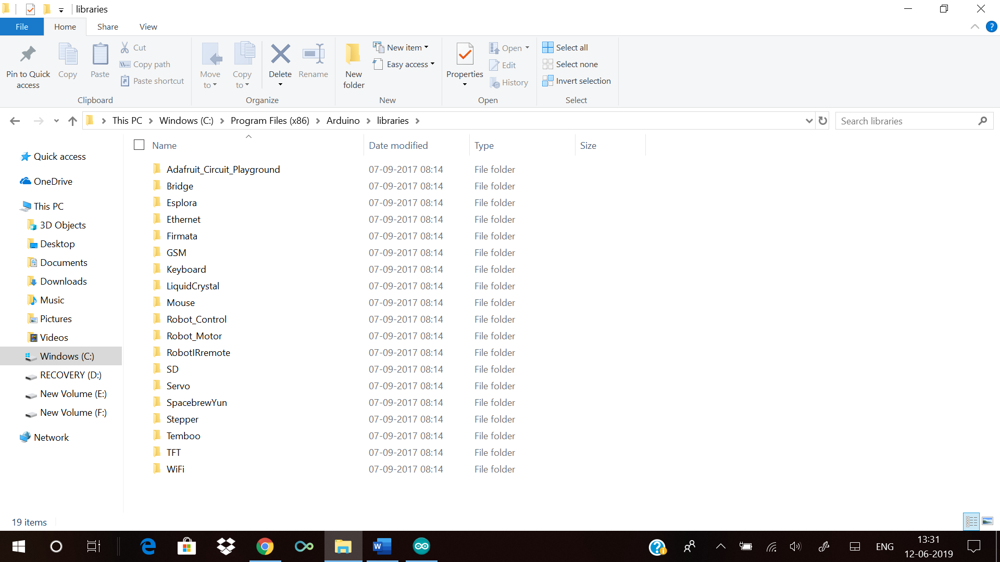 libraries
File Home Share View
Pin to Quick access
Copy
Paste
Cut
Copy path
Paste shortcut
Clipboard
Move to
Copy to
Delete
Rename
Organize
New folder
New item
Easy access
New
Properties
Open
Edit
History
Open
Select all
Select none
Invert selection
Select
This PC Windows (C:) Program Files (x86) Arduino libraries
Search libraries
Quick access
OneDrive
This PC
3D Objects
Desktop
Documents
Downloads
Music
Pictures
Videos
Windows (C:)
RECOVERY (D:)
New Volume (E:)
New Volume (F:)
Network
Name Date modified Type Size
Adafruit_Circuit_Playground 07-09-2017 08:14 File folder
Bridge 07-09-2017 08:14 File folder
Esplora 07-09-2017 08:14 File folder
Ethernet 07-09-2017 08:14 File folder
Firmata 07-09-2017 08:14 File folder
GSM 07-09-2017 08:14 File folder
Keyboard 07-09-2017 08:14 File folder
LiquidCrystal 07-09-2017 08:14 File folder
Mouse 07-09-2017 08:14 File folder
Robot_Control 07-09-2017 08:14 File folder
Robot_Motor 07-09-2017 08:14 File folder
RobotIRremote 07-09-2017 08:14 File folder
SD 07-09-2017 08:14 File folder
Servo 07-09-2017 08:14 File folder
SpacebrewYun 07-09-2017 08:14 File folder
Stepper 07-09-2017 08:14 File folder
Temboo 07-09-2017 08:14 File folder
TFT 07-09-2017 08:14 File folder
WiFi 07-09-2017 08:14 File folder
19 items
ENG
13:31
12-06-2019